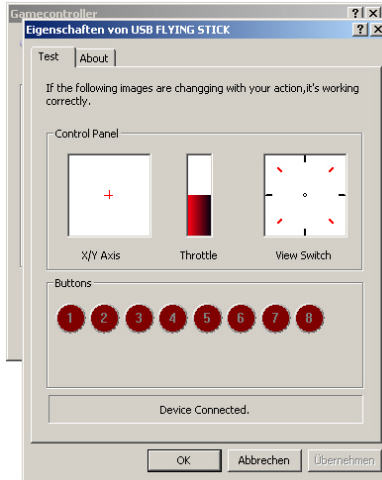 Gamecontroller
Eigenschaften von USB FLYING STICK
Test
About
If the following images are changging with your action,it's working
correctly.
Control Panel
X/Y Axis
Throttle
View Switch
Buttons
1 2 3 4 5 6 7 8
Device Connected.
OK
Abbrechen
Übernehmen